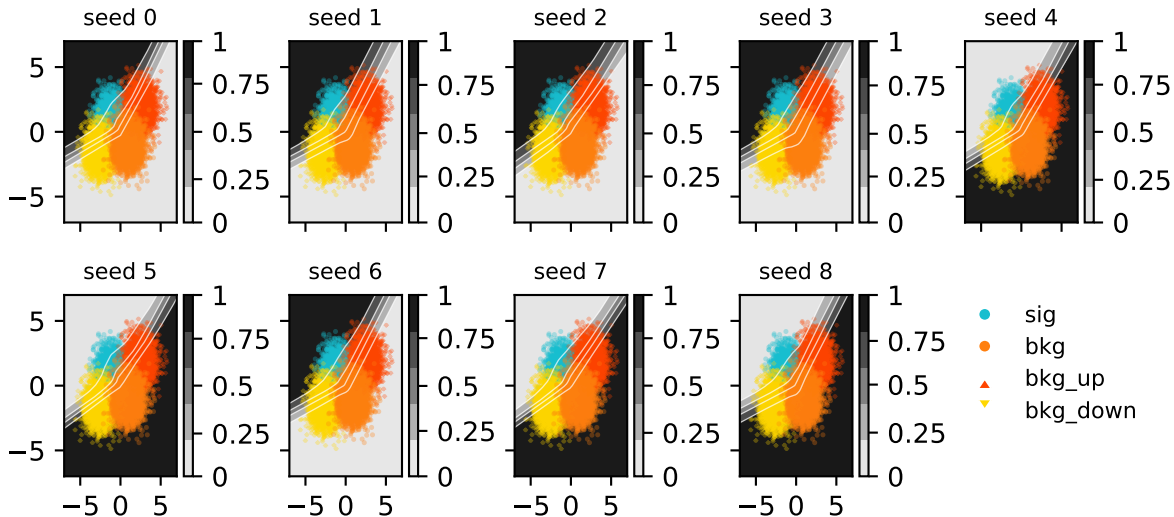 seed 0 seed 1 seed 2 seed 3 seed 4
5 1 1 1 1 1
0.75 0.75 0.75 0.75 0.75
0 0.5 0.5 0.5 0.5 0.5
0.25 0.25 0.25 0.25 0.25
−5 0 0 0 0 0
seed 5 seed 6 seed 7 seed 8
5 1 1 1 1
0.75 0.75 0.75 0.75
0 0.5 0.5 0.5 0.5
0.25 0.25 0.25 0.25
−5 0 0 0 0
−5 0 5 −5 0 5 −5 0 5 −5 0 5
sig
bkg
bkg_up
bkg_down